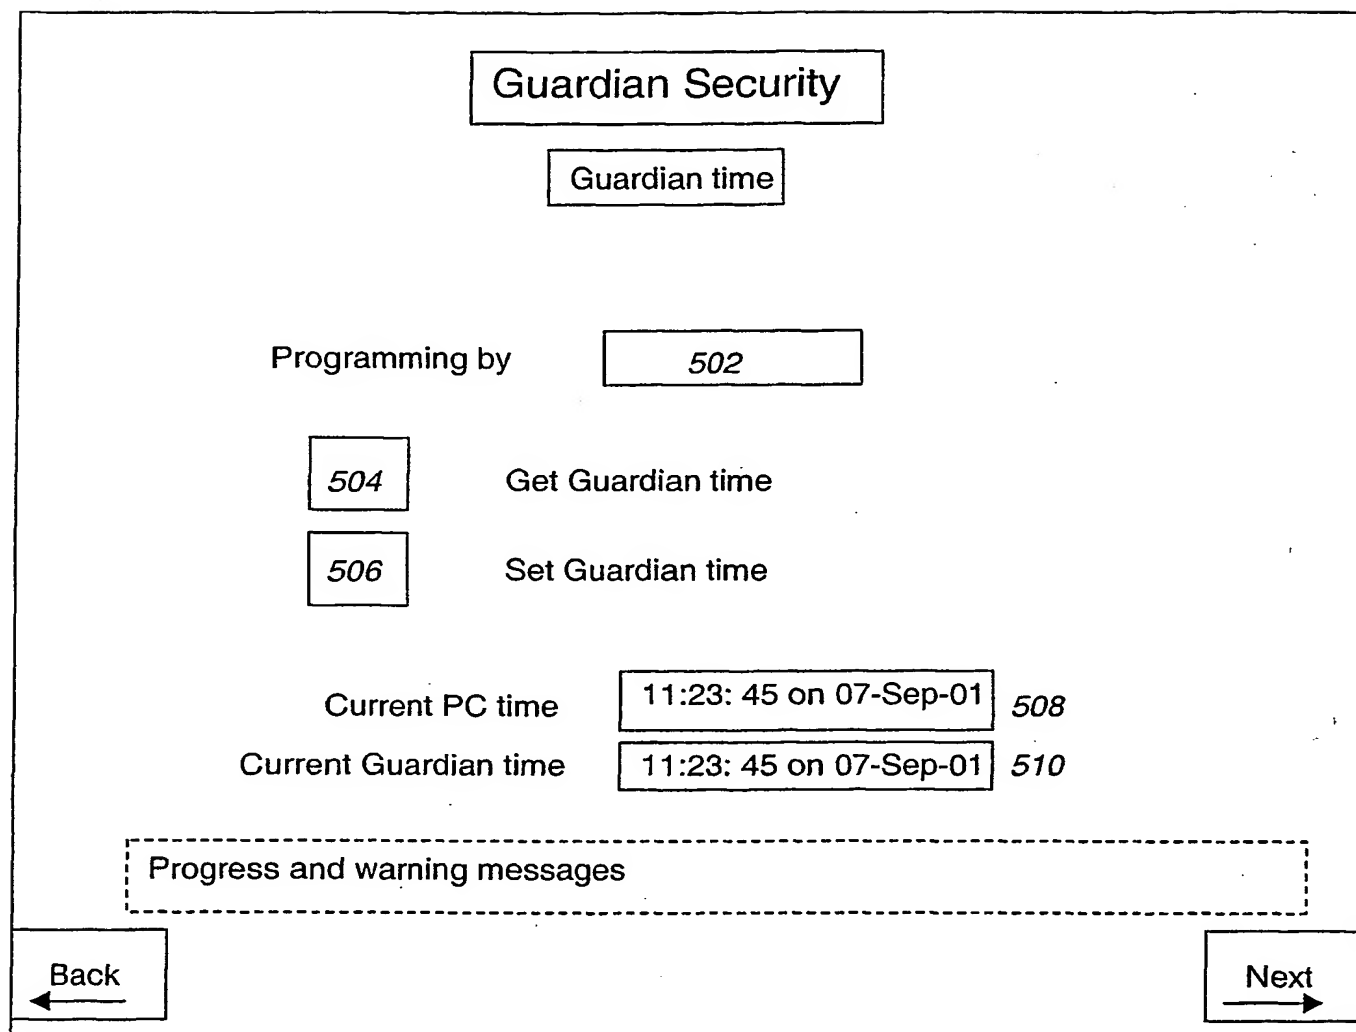 Guardian Security
Guardian time
Programming by 502
504 Get Guardian time
506 Set Guardian time
Current PC time 11:23: 45 on 07-Sep-01 508
Current Guardian time 11:23: 45 on 07-Sep-01 510
Progress and warning messages
Back Next